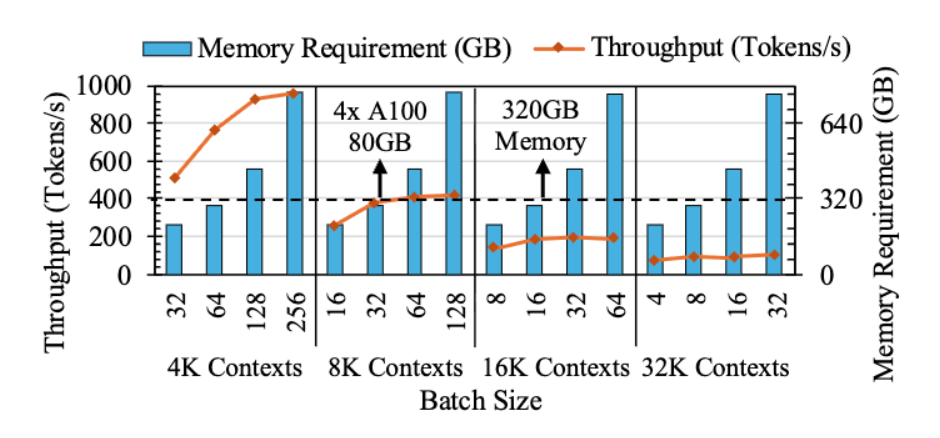 Memory Requirement (GB) Throughput (Tokens/s)
Throughput (Tokens/s)
1000
800
600
400
200
0
4x A100
80GB
320GB
Memory
640
320
0
Memory Requirement (GB)
32 64 128 256 16 32 64 128 8 16 32 64 4 8 16 32
4K Contexts 8K Contexts 16K Contexts 32K Contexts
Batch Size